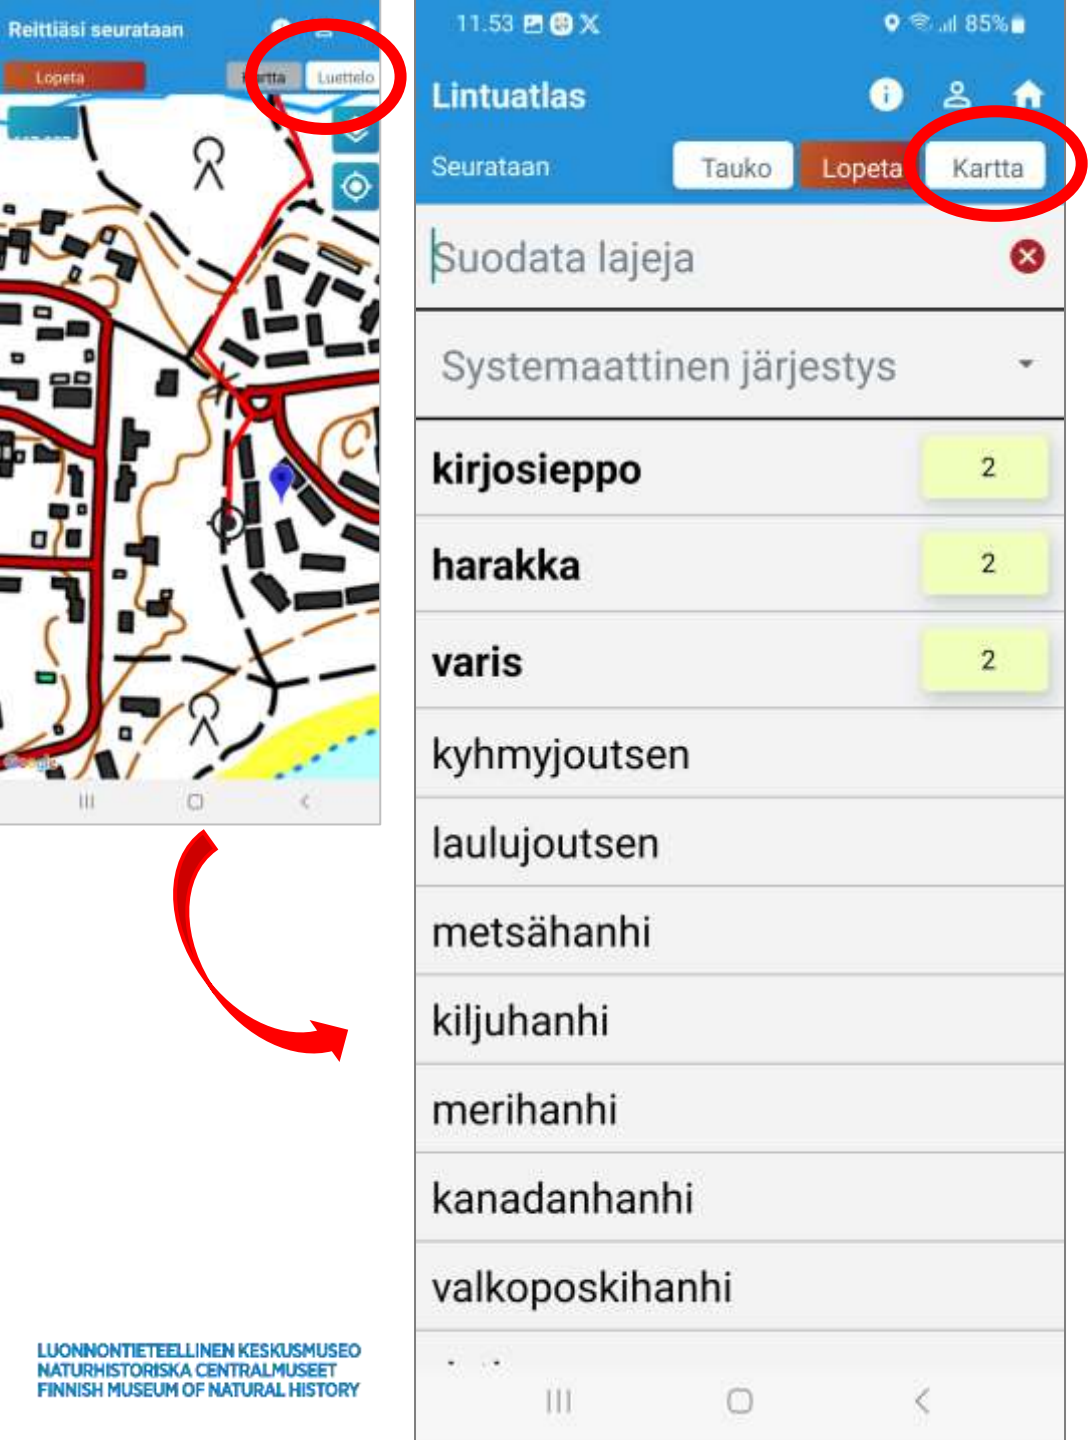 Reittiäsi seurataan
Lopeta
Luettelo
Google
11.53
85%
Lintuatlas
Seurataan
Tauko
Lopeta
Kartta
Suodata lajeja
Systemaattinen järjestys
kirjosieppo
2
harakka
2
varis
2
kyhmyjoutsen
laulujoutsen
metsähanhi
kiljuhanhi
merihanhi
kanadanhanhi
valkoposkihanhi
LUONNONTIETEELLINEN KESKUSMUSEO
NATURHISTORISKA CENTRALMUSEET
FINNISH MUSEUM OF NATURAL HISTORY